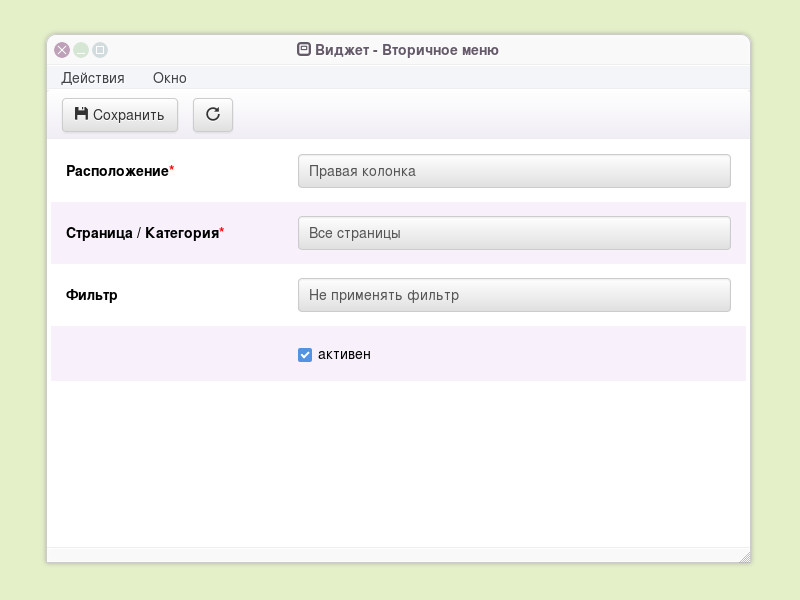 Виджет - Вторичное меню
Действия Окно
Сохранить
Расположение* Правая колонка
Страница / Категория* Все страницы
Фильтр Не применять фильтр
активен